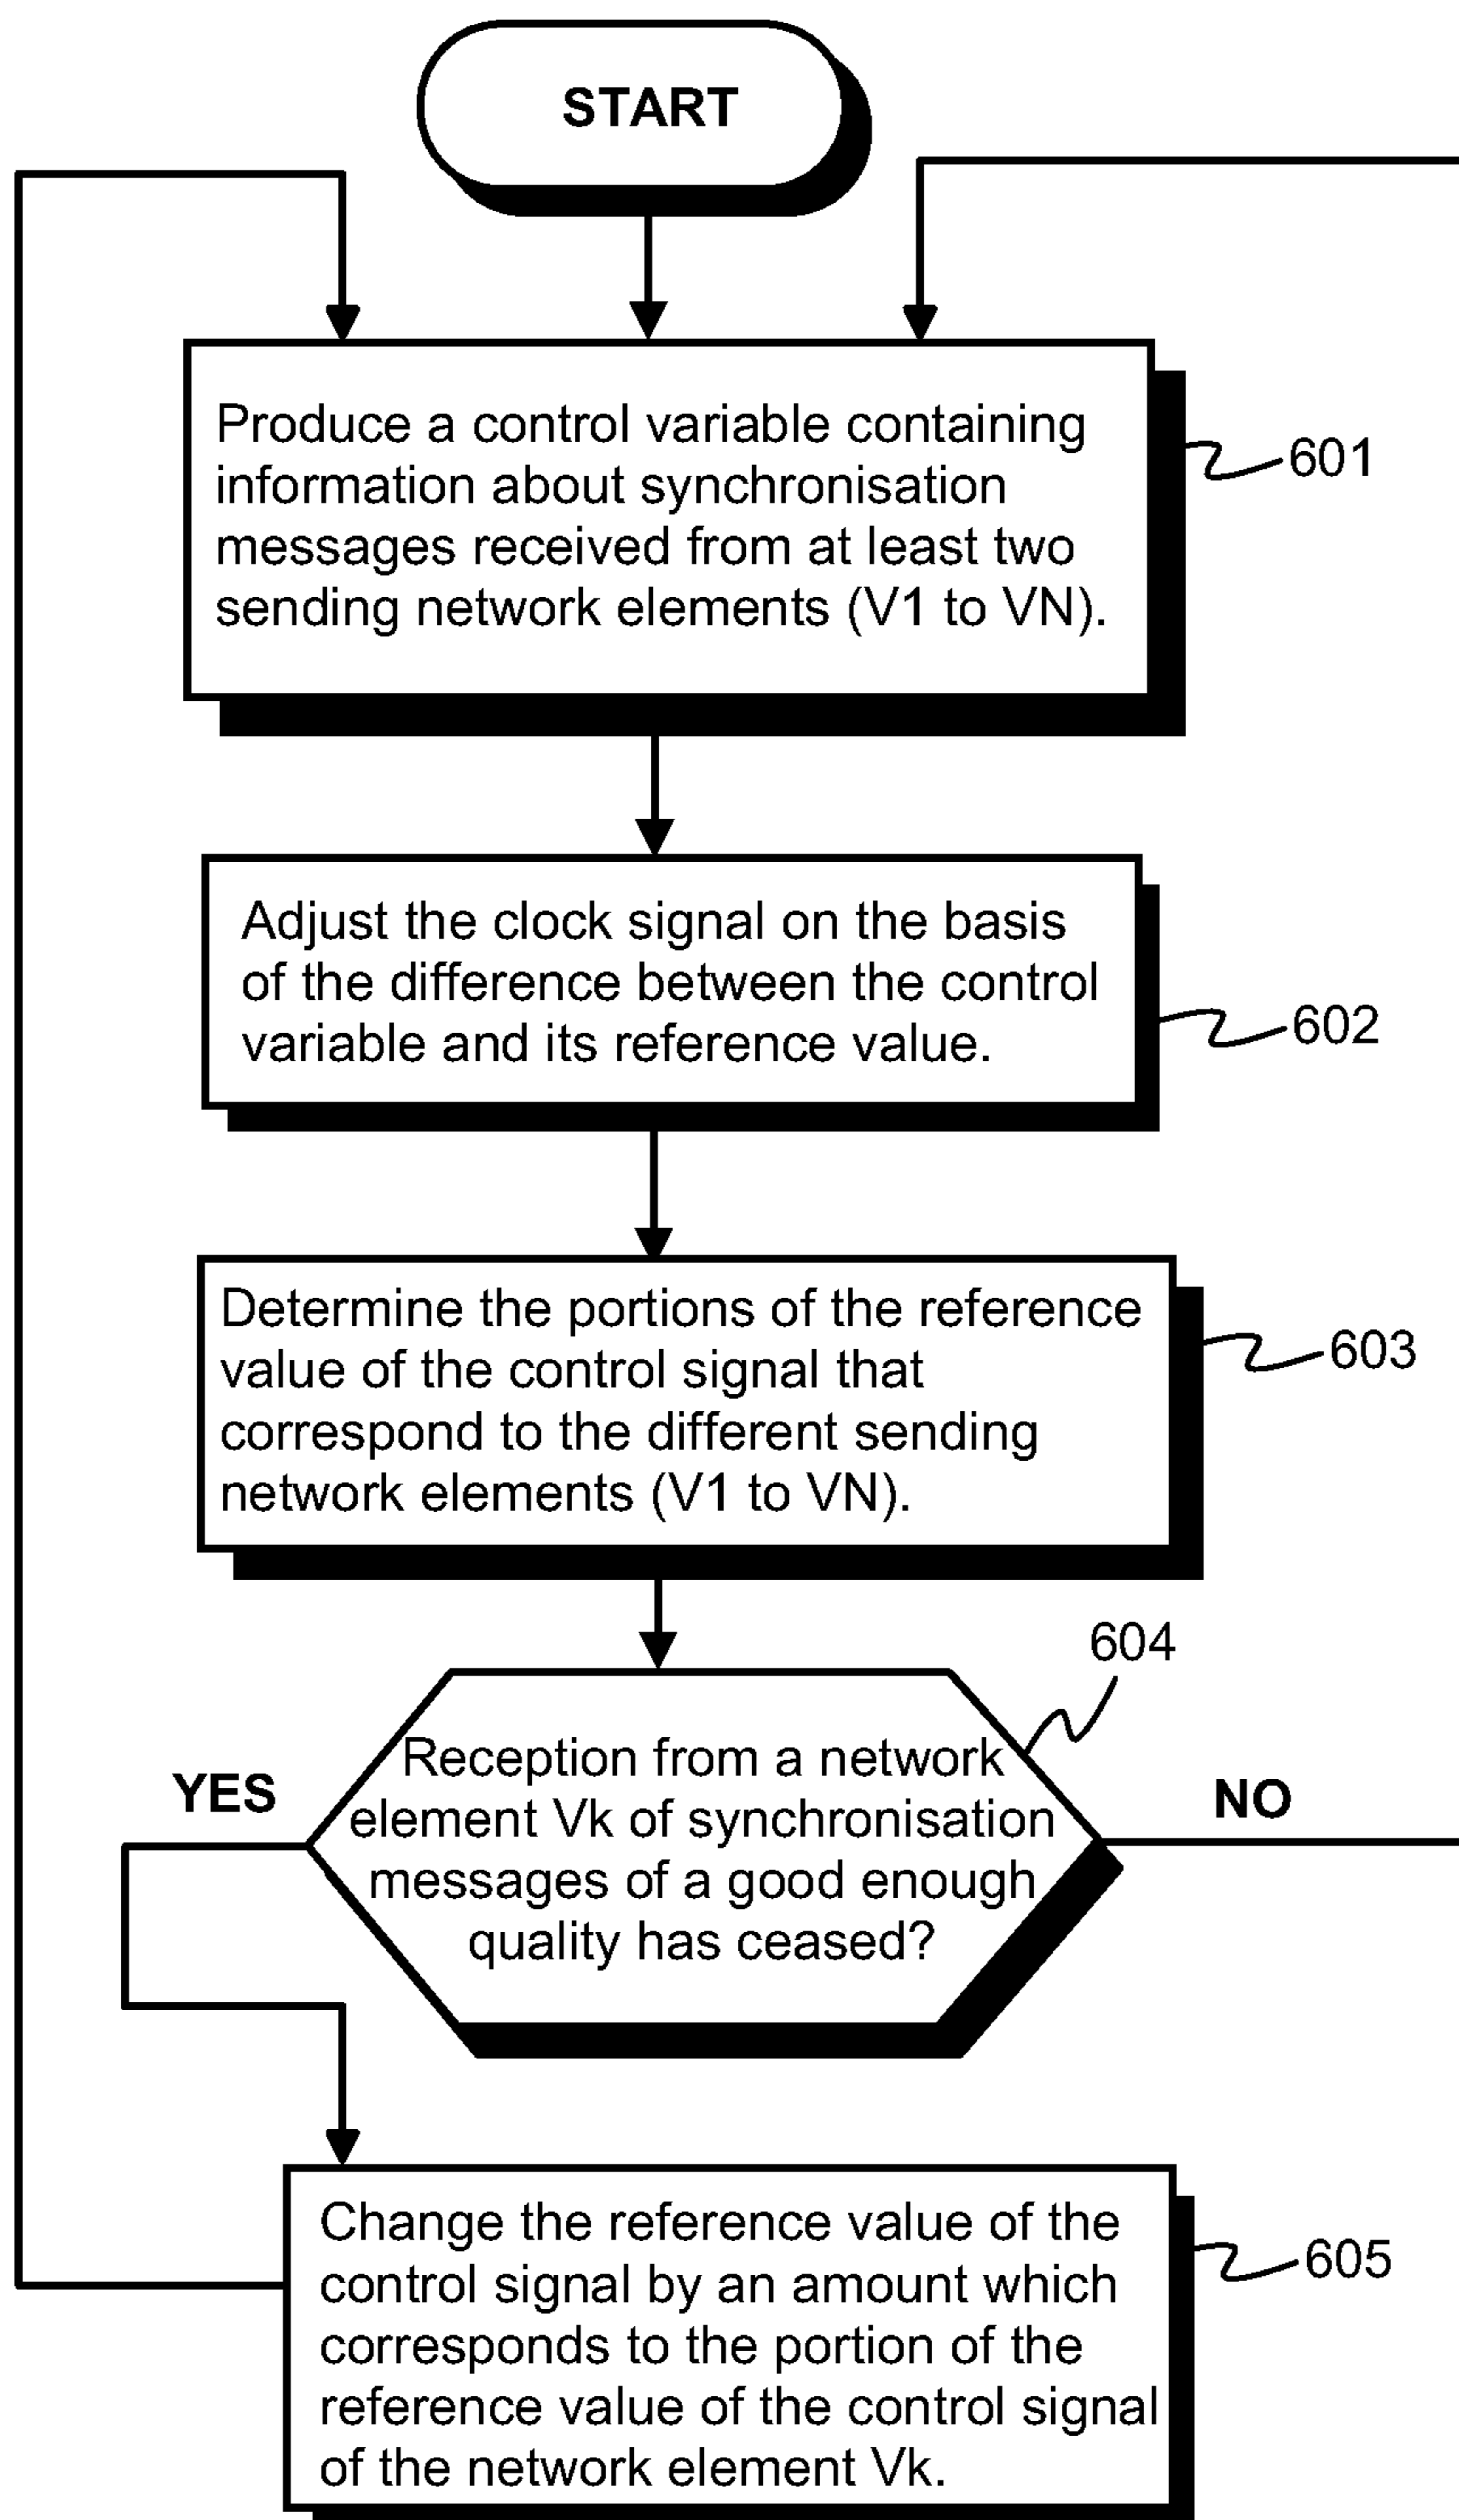 START
Produce a control variable containing
information about synchronisation
messages received from at least two
sending network elements (V1 to VN).
601
Adjust the clock signal on the basis
of the difference between the control
variable and its reference value.
602
Determine the portions of the reference
value of the control signal that
correspond to the different sending
network elements (V1 to VN).
603
604
Reception from a network
element Vk of synchronisation
messages of a good enough
quality has ceased?
YES
NO
Change the reference value of the
control signal by an amount which
corresponds to the portion of the
reference value of the control signal
of the network element Vk.
605